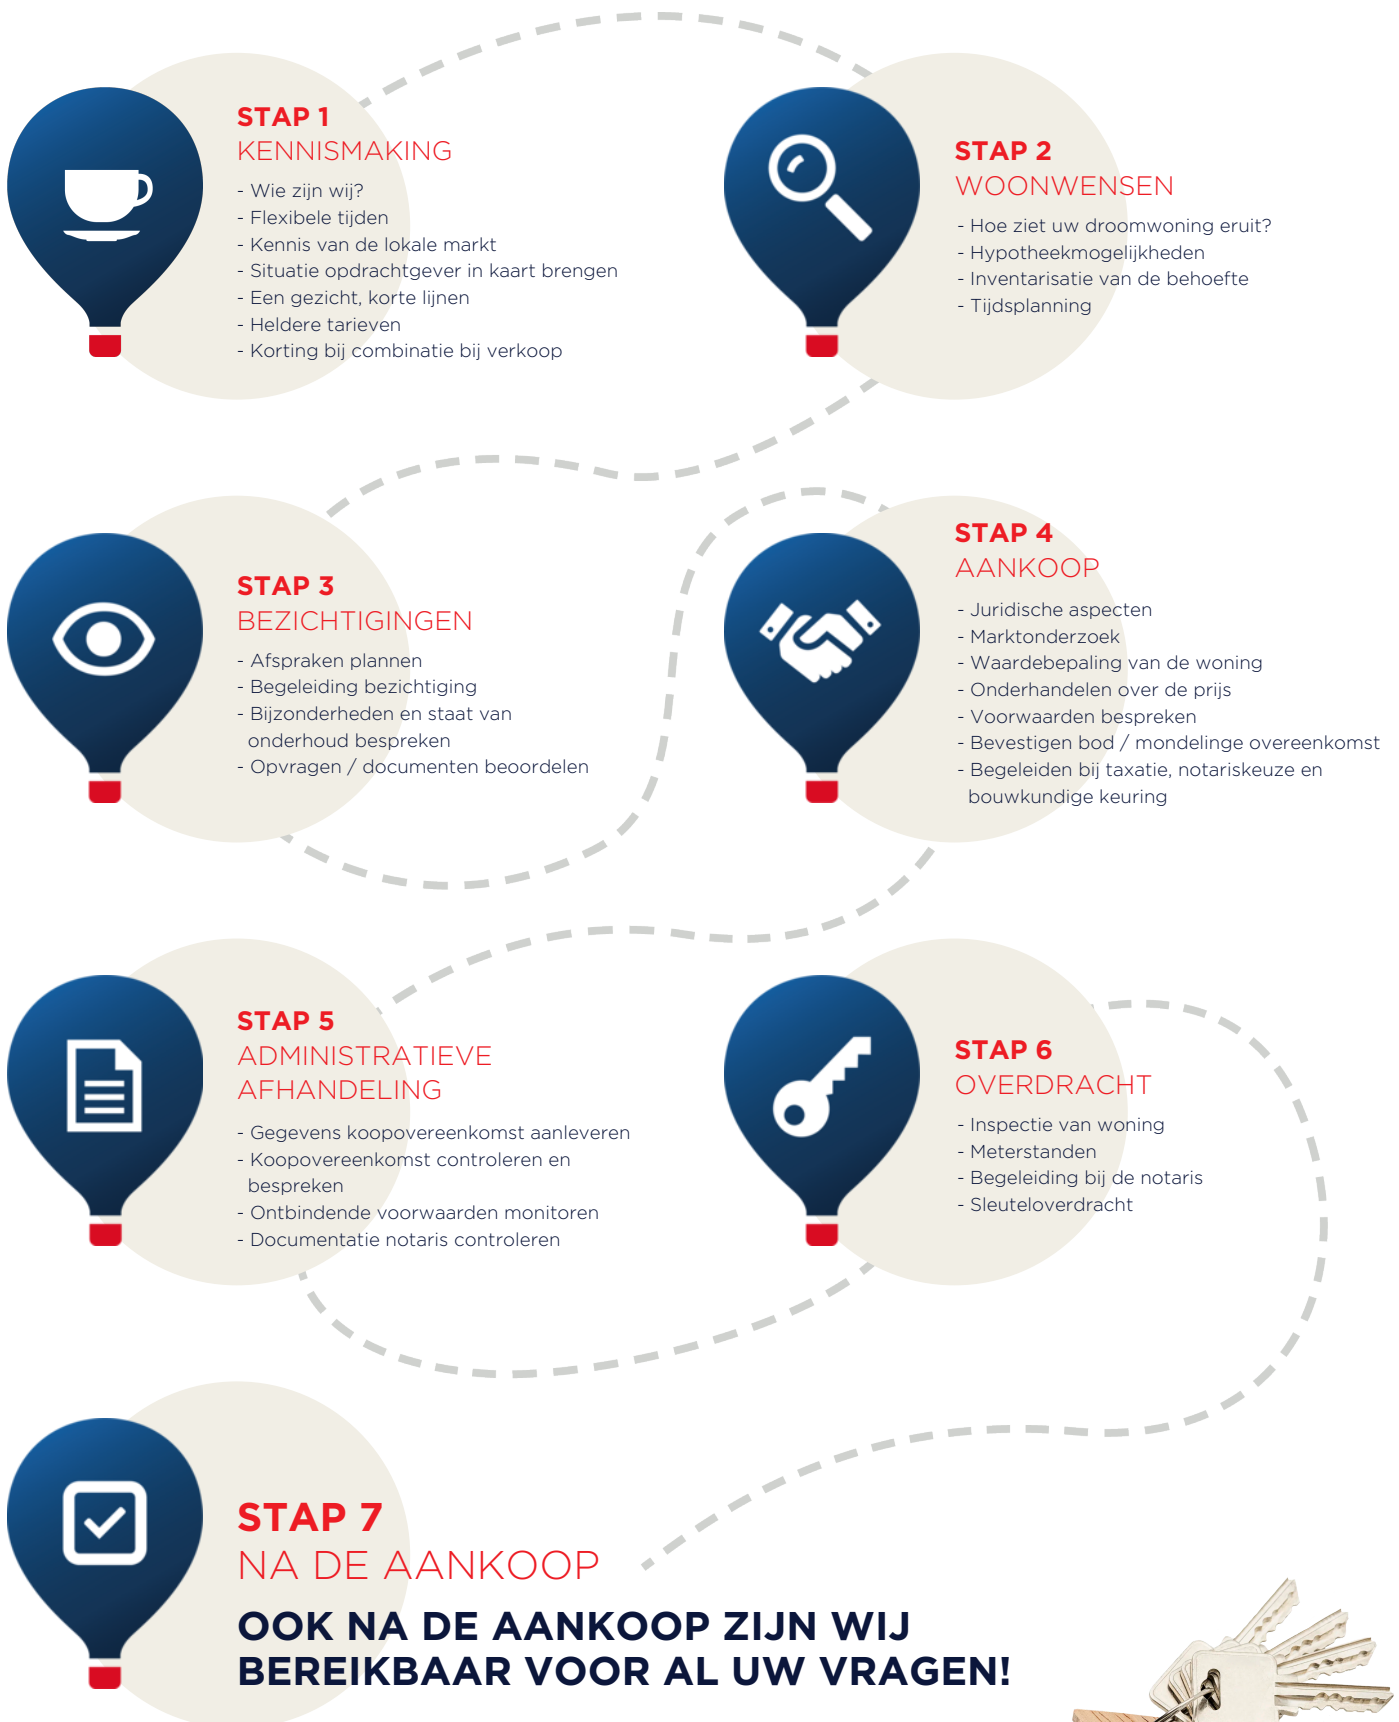 STAP 1
KENNISMAKING
- Wie zijn wij?
- Flexibele tijden
- Kennis van de lokale markt
- Situatie opdrachtgever in kaart brengen
- Een gezicht, korte lijnen
- Heldere tarieven
- Korting bij combinatie bij verkoop
STAP 2
WOONWENSEN
- Hoe ziet uw droomwoning eruit?
- Hypotheekmogelijkheden
- Inventarisatie van de behoefte
- Tijdsplanning
STAP 3
BEZICHTIGINGEN
- Afspraken plannen
- Begeleiding bezichtiging
- Bijzonderheden en staat van
onderhoud bespreken
- Opvragen / documenten beoordelen
STAP 4
AANKOOP
- Juridische aspecten
- Marktonderzoek
- Waardebepaling van de woning
- Onderhandelen over de prijs
- Voorwaarden bespreken
- Bevestigen bod / mondelinge overeenkomst
- Begeleiden bij taxatie, notariskeuze en
bouwkundige keuring
STAP 5
ADMINISTRATIEVE
AFHANDELING
- Gegevens koopovereenkomst aanleveren
- Koopovereenkomst controleren en
bespreken
- Ontbindende voorwaarden monitoren
- Documentatie notaris controleren
STAP 6
OVERDRACHT
- Inspectie van woning
- Meterstanden
- Begeleiding bij de notaris
- Sleuteloverdracht
STAP 7
NA DE AANKOOP
OOK NA DE AANKOOP ZIJN WIJ
BEREIKBAAR VOOR AL UW VRAGEN!